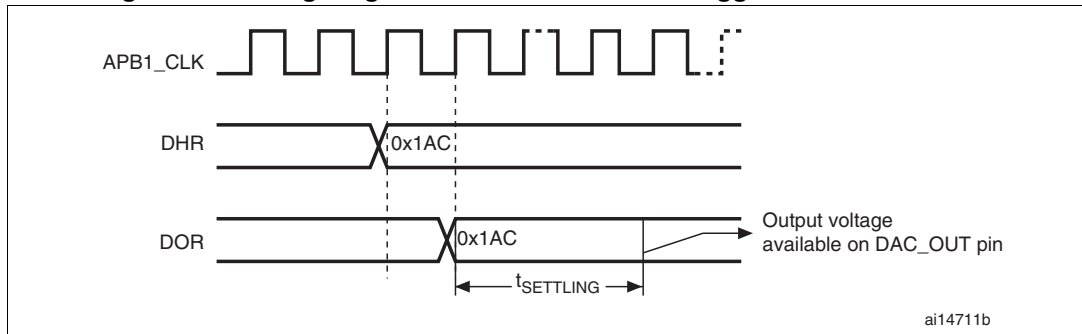 APB1_CLK
DHR
0x1AC
DOR
0x1AC
Output voltage
available on DAC_OUT pin
tSETTLING
ai14711b